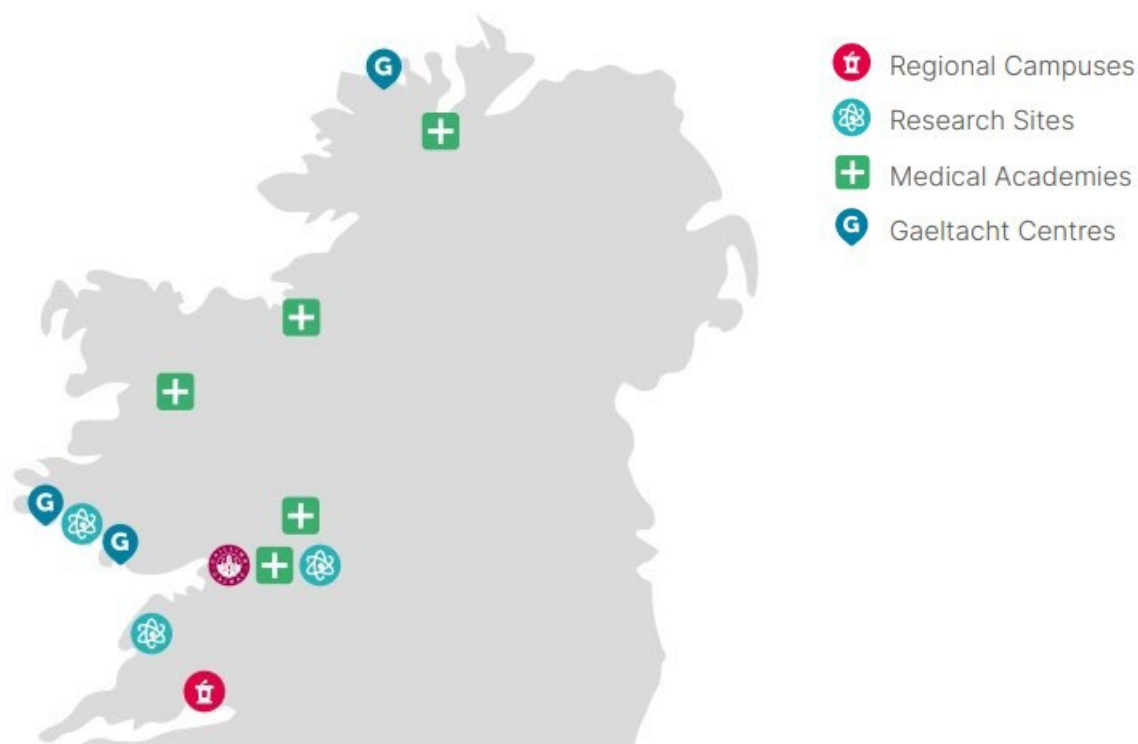 G
Regional Campuses
Research Sites
Medical Academies
G Gaeltacht Centres
G
G